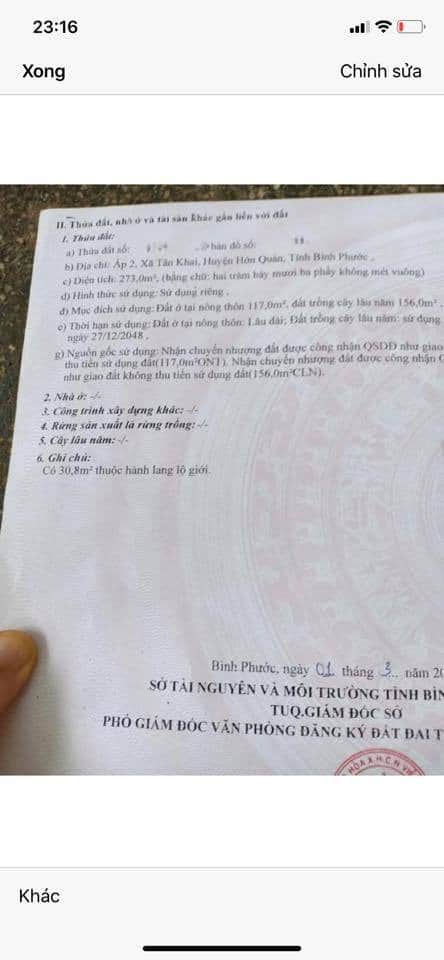 23:16
Xong
Chỉnh sửa
II. Thửa đất, nhà ở và tài sản khác gắn liền với đất
1. Thửa đất:
a) Thửa đất số: bản đồ số:
b) Địa chỉ: Ấp 2, Xã Tân Khai, Huyện Hớn Quản, Tỉnh Bình Phước .
c) Diện tích: 273,0m², (bằng chữ: hai trăm bảy mươi ba phẩy không mét vuông)
d) Hình thức sử dụng: Sử dụng riêng .
đ) Mục đích sử dụng: Đất ở tại nông thôn 117,0m², đất trồng cây lâu năm 156,0m² .
e) Thời hạn sử dụng: Đất ở tại nông thôn: Lâu dài; Đất trồng cây lâu năm: sử dụng
ngày 27/12/2048 .
g) Nguồn gốc sử dụng: Nhận chuyển nhượng đất được công nhận QSDĐ như giao
thu tiền sử dụng đất(117,0m²ONT), Nhận chuyển nhượng đất được công nhận
như giao đất không thu tiền sử dụng đất(156,0m²CLN).
2. Nhà ở: -/-
3. Công trình xây dựng khác: -/-
4. Rừng sản xuất là rừng trồng: -/-
5. Cây lâu năm: -/-
6. Ghi chú:
Có 30,8m² thuộc hành lang lộ giới.
Bình Phước, ngày 01 tháng 3.. năm 20
SỞ TÀI NGUYÊN VÀ MÔI TRƯỜNG TỈNH BÌN
TUQ.GIÁM ĐỐC SỞ
PHÓ GIÁM ĐỐC VĂN PHÒNG ĐĂNG KÝ ĐẤT ĐAI T
HÒA X.H.C.N VI
Khác